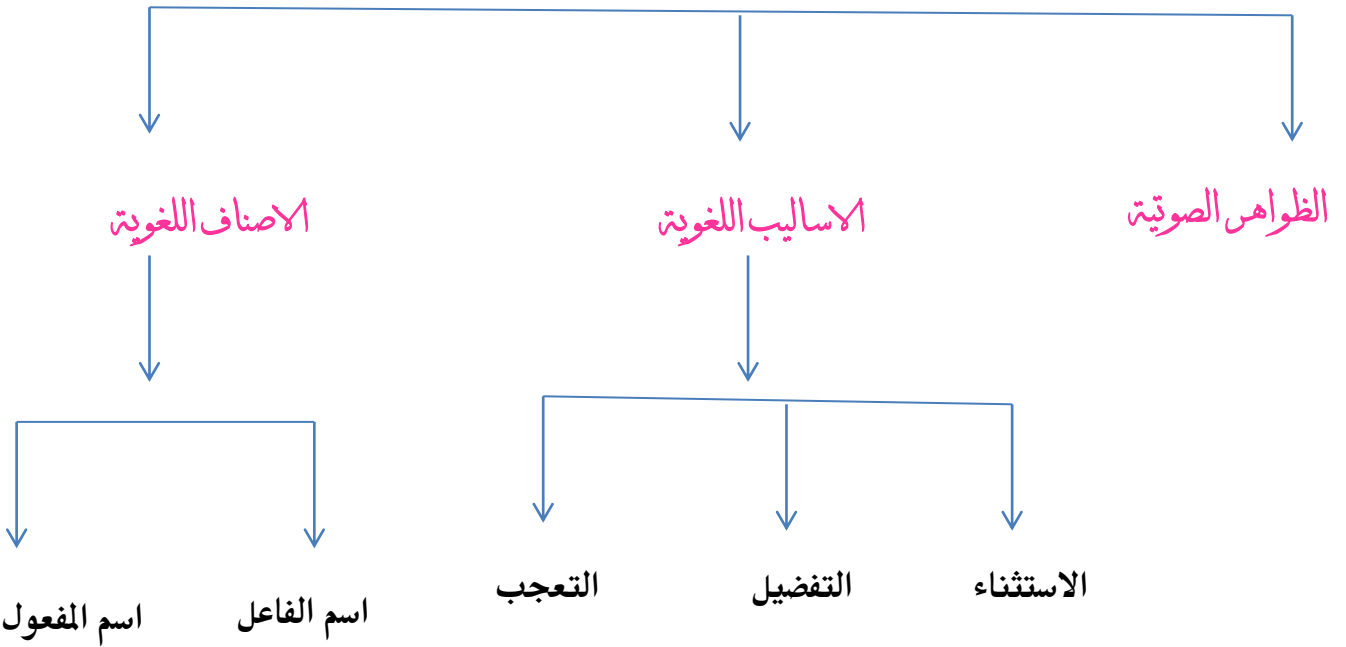 الظواهر الصوتية
الاساليب اللغوية
الاصناف اللغوية
الاستثناء
التفضيل
التعجب
اسم الفاعل
اسم المفعول